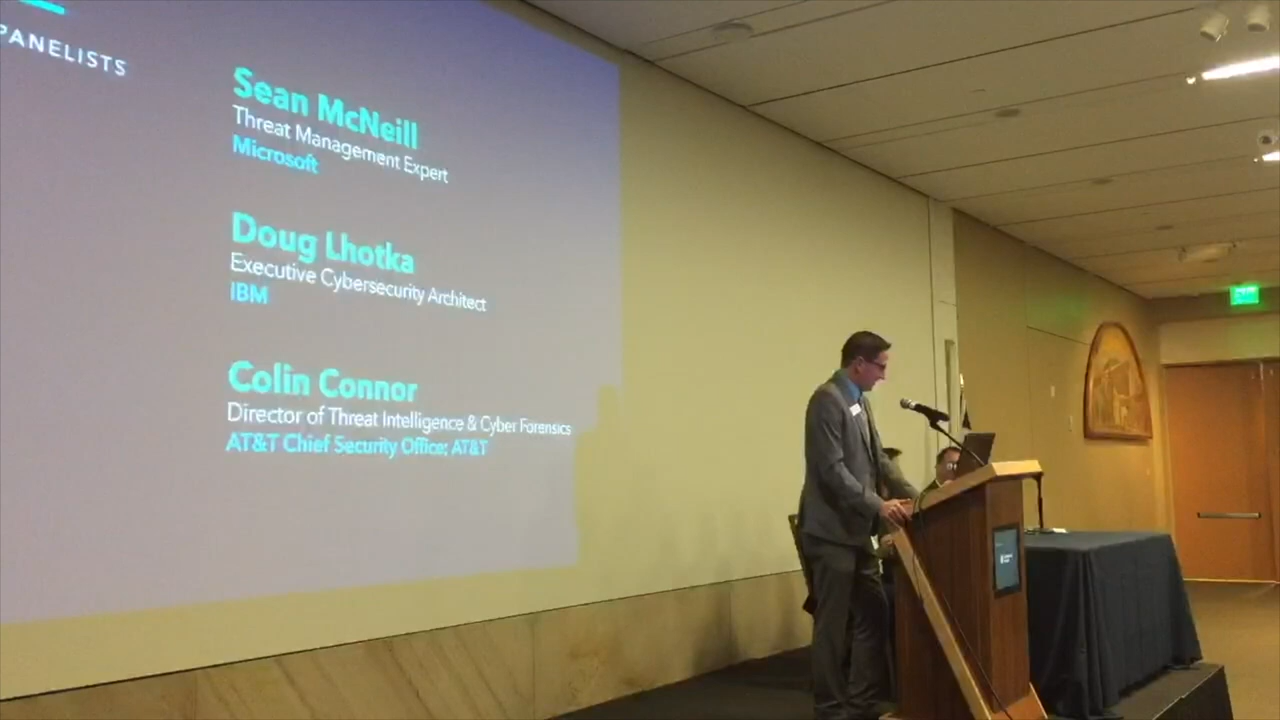 PANELISTS
Sean McNeill
Threat Management Expert
Microsoft
Doug Lhotka
Executive Cybersecurity Architect
IBM
Colin Connor
Director of Threat Intelligence & Cyber Forensics
AT&T Chief Security Office; AT&T